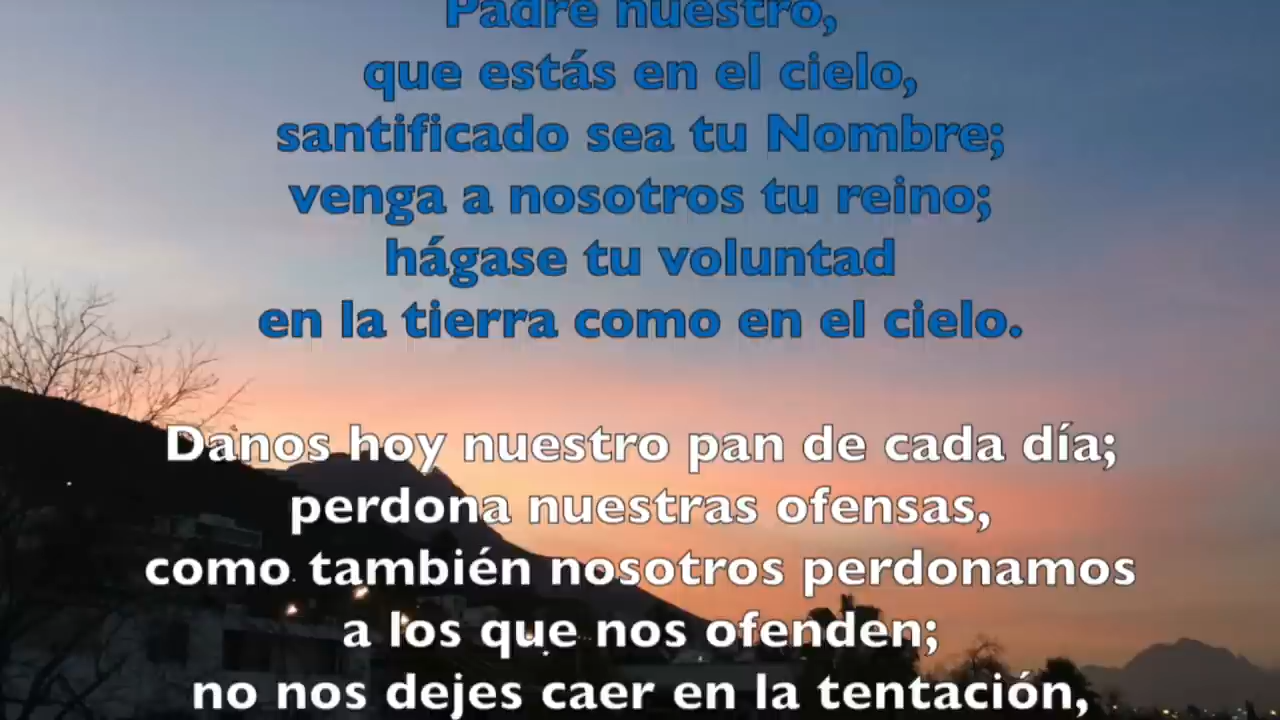 Padre nuestro,
que estás en el cielo,
santificado sea tu Nombre;
venga a nosotros tu reino;
hágase tu voluntad
en la tierra como en el cielo.
Danos hoy nuestro pan de cada día;
perdona nuestras ofensas,
como también nosotros perdonamos
a los que nos ofenden;
no nos dejes caer en la tentación,